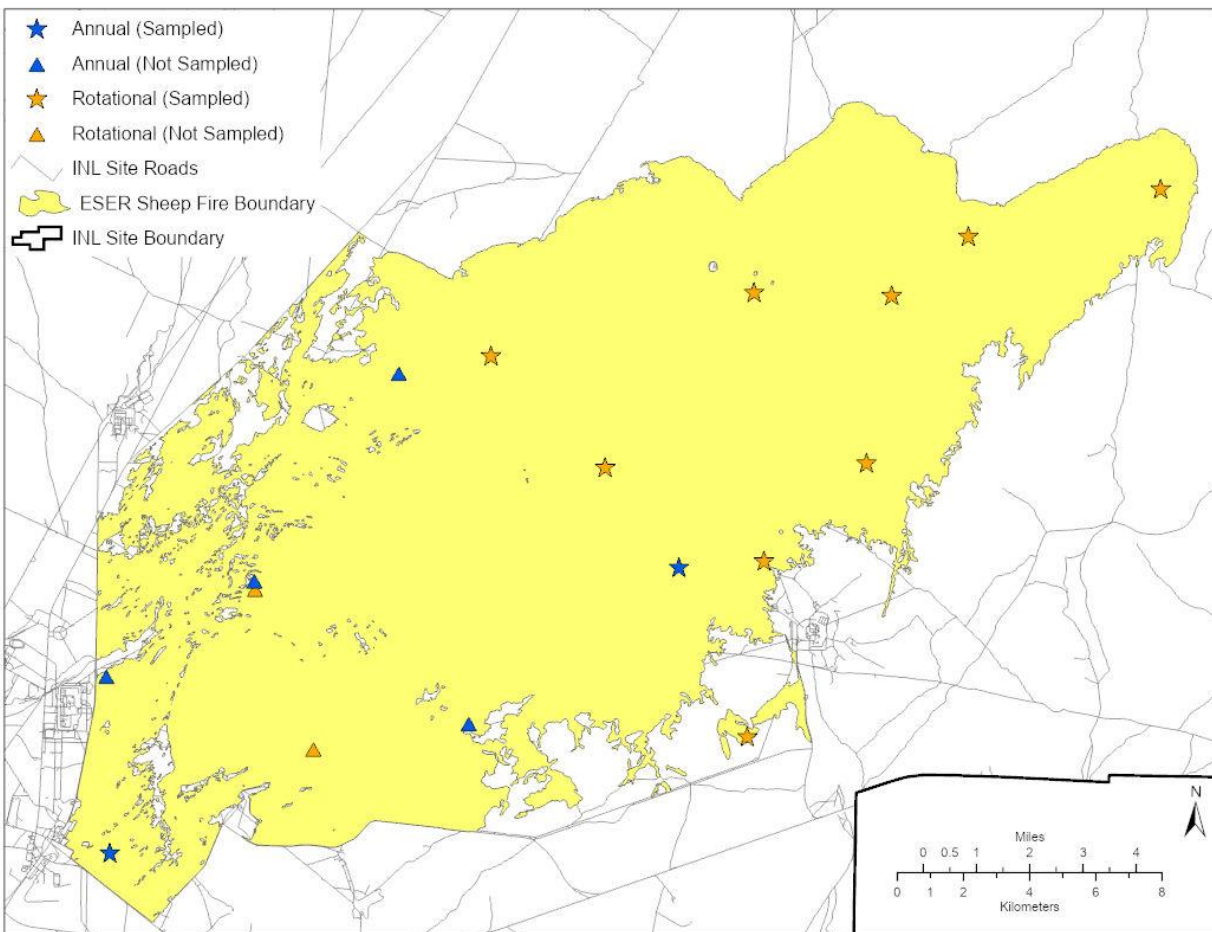 Annual (Sampled)
Annual (Not Sampled)
Rotational (Sampled)
Rotational (Not Sampled)
INL Site Roads
ESER Sheep Fire Boundary
INL Site Boundary
N
Miles
0 0.5 1 2 3 4
0 1 2 4 6 8
Kilometers